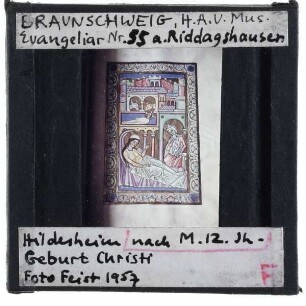 BRAUNSCHWEIG, H.A.U. Mus.
Evangeliar Nr. 55 a. Riddagshausen
Hildesheim nach M. 12. Jh.
Geburt Christi
Foto Feist 1957